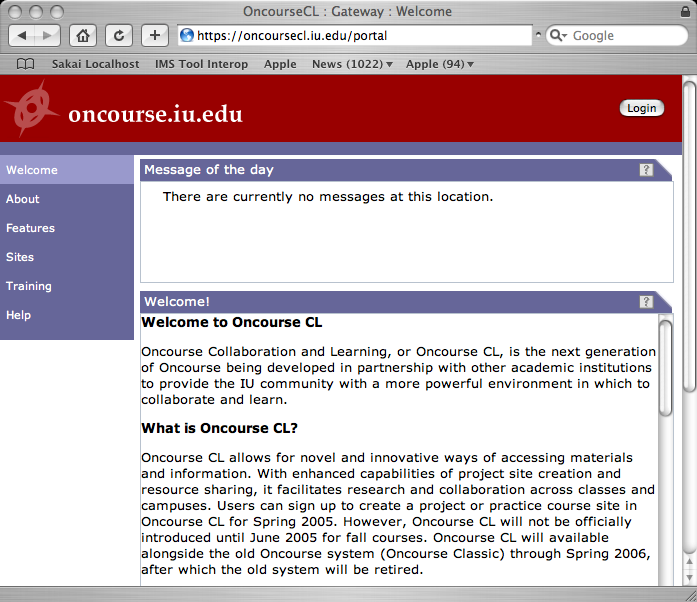 OncourseCL : Gateway : Welcome
https://oncoursecl.iu.edu/portal
Google
Sakai Localhost IMS Tool Interop Apple News (1022) Apple (94)
oncourse.iu.edu
Login
Welcome
About
Features
Sites
Training
Help
Message of the day ?
There are currently no messages at this location.
Welcome! ?
Welcome to Oncourse CL
Oncourse Collaboration and Learning, or Oncourse CL, is the next generation
of Oncourse being developed in partnership with other academic institutions
to provide the IU community with a more powerful environment in which to
collaborate and learn.
What is Oncourse CL?
Oncourse CL allows for novel and innovative ways of accessing materials
and information. With enhanced capabilities of project site creation and
resource sharing, it facilitates research and collaboration across classes and
campuses. Users can sign up to create a project or practice course site in
Oncourse CL for Spring 2005. However, Oncourse CL will not be officially
introduced until June 2005 for fall courses. Oncourse CL will available
alongside the old Oncourse system (Oncourse Classic) through Spring 2006,
after which the old system will be retired.